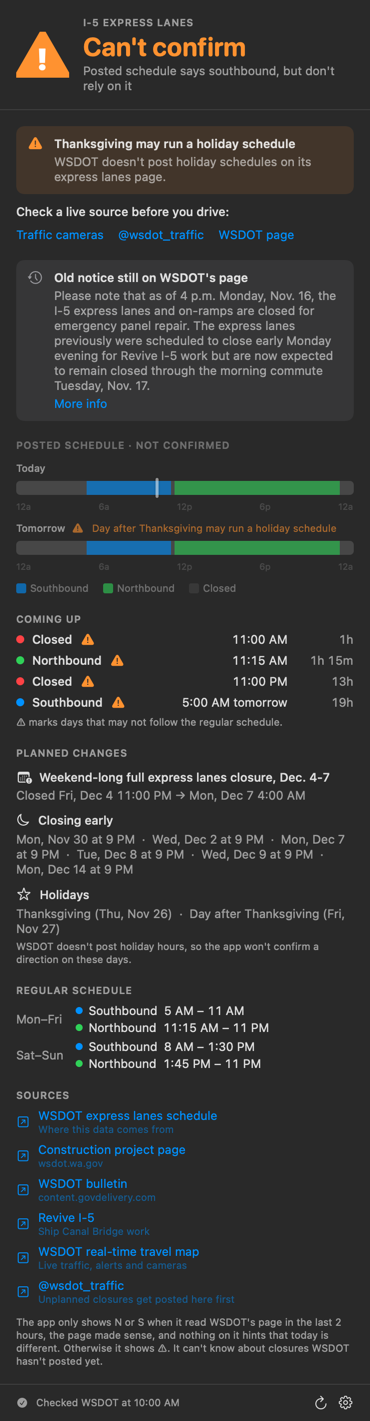 I-5 EXPRESS LANES
Can't confirm
Posted schedule says southbound, but don't
rely on it
Thanksgiving may run a holiday schedule
WSDOT doesn't post holiday schedules on its
express lanes page.
Check a live source before you drive:
Traffic cameras @wsdot_traffic WSDOT page
Old notice still on WSDOT's page
Please note that as of 4 p.m. Monday, Nov. 16, the
I-5 express lanes and on-ramps are closed for
emergency panel repair. The express lanes
previously were scheduled to close early Monday
evening for Revive I-5 work but are now expected
to remain closed through the morning commute
Tuesday, Nov. 17.
More info
POSTED SCHEDULE · NOT CONFIRMED
Today
12a 6a 12p 6p 12a
Tomorrow ⚠ Day after Thanksgiving may run a holiday schedule
12a 6a 12p 6p 12a
Southbound Northbound Closed
COMING UP
Closed ⚠ 11:00 AM 1h
Northbound ⚠ 11:15 AM 1h 15m
Closed ⚠ 11:00 PM 13h
Southbound ⚠ 5:00 AM tomorrow 19h
⚠ marks days that may not follow the regular schedule.
PLANNED CHANGES
Weekend-long full express lanes closure, Dec. 4-7
Closed Fri, Dec 4 11:00 PM → Mon, Dec 7 4:00 AM
Closing early
Mon, Nov 30 at 9 PM · Wed, Dec 2 at 9 PM · Mon, Dec 7
at 9 PM · Tue, Dec 8 at 9 PM · Wed, Dec 9 at 9 PM ·
Mon, Dec 14 at 9 PM
Holidays
Thanksgiving (Thu, Nov 26) · Day after Thanksgiving (Fri,
Nov 27)
WSDOT doesn't post holiday hours, so the app won't confirm a
direction on these days.
REGULAR SCHEDULE
Mon–Fri
Southbound 5 AM – 11 AM
Northbound 11:15 AM – 11 PM
Sat–Sun
Southbound 8 AM – 1:30 PM
Northbound 1:45 PM – 11 PM
SOURCES
WSDOT express lanes schedule
Where this data comes from
Construction project page
wsdot.wa.gov
WSDOT bulletin
content.govdelivery.com
Revive I-5
Ship Canal Bridge work
WSDOT real-time travel map
Live traffic, alerts and cameras
@wsdot_traffic
Unplanned closures get posted here first
The app only shows N or S when it read WSDOT's page in the last 2
hours, the page made sense, and nothing on it hints that today is
different. Otherwise it shows ⚠. It can't know about closures WSDOT
hasn't posted yet.
Checked WSDOT at 10:00 AM